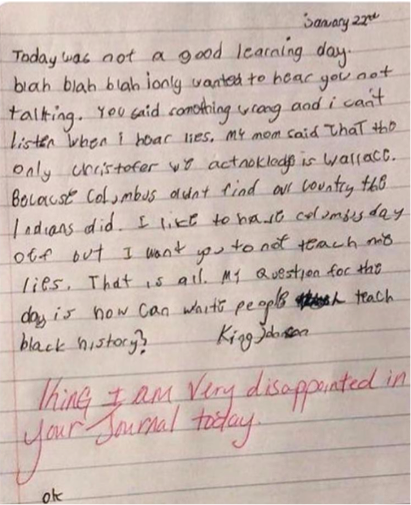 January 22nd
Today was not a good learning day.
blah blah blah i only wanted to hear you not
talking. You said something wrong and i can't
listen when i hear lies. My mom said That the
only christofer we acknoledge is wallace.
Because Columbus didnt find our country the
Indians did. I like to have columbus day
off but I want you to not teach me
lies. That is all. My question for the
day is how can white people teach
black history?
King Johnson
King I am very disappointed in
your Journal today.
ok